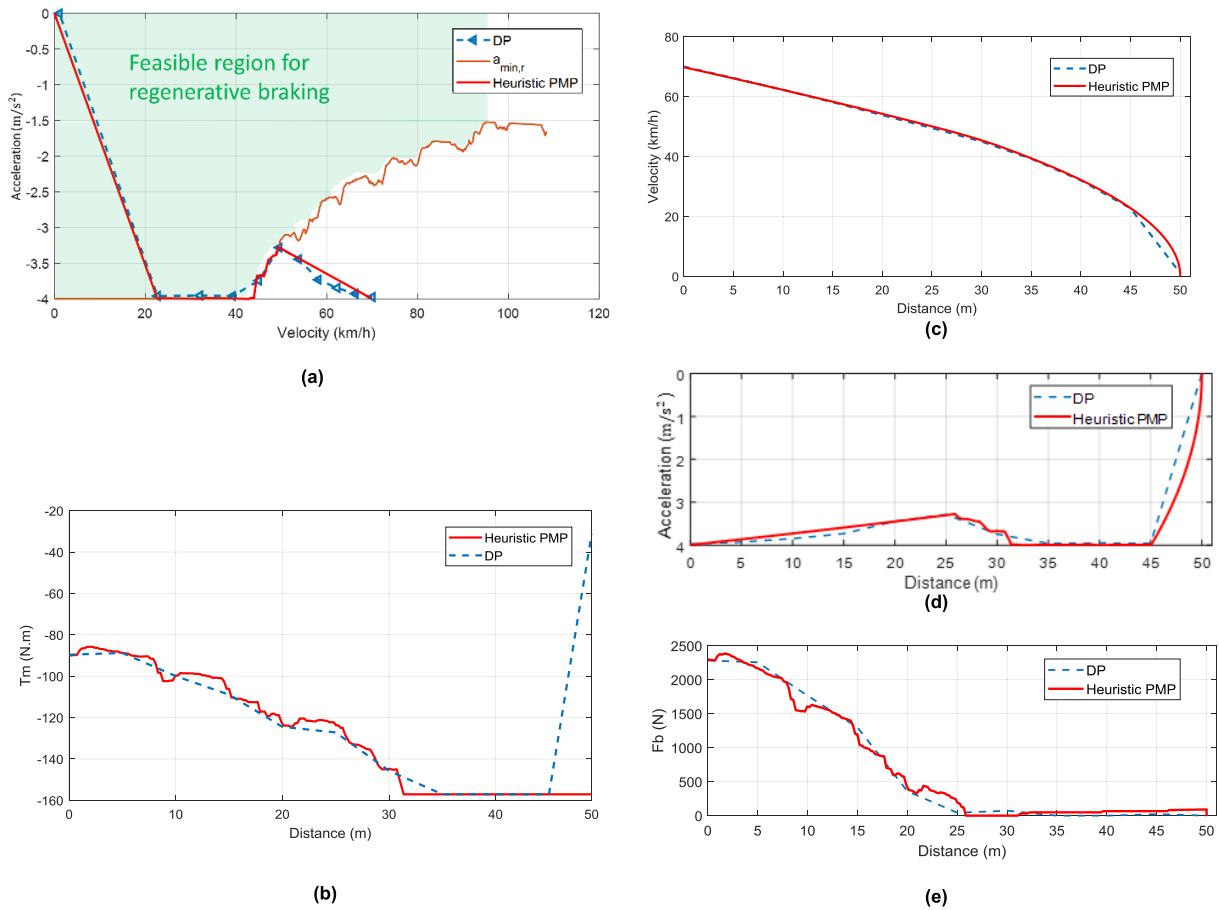 0
-0.5
-1
-1.5
-2
-2.5
-3
-3.5
-4
Acceleration (m/s²)
Feasible region for
regenerative braking
DP
a_min,r
Heuristic PMP
0 20 40 60 80 100 120
Velocity (km/h)
(a)
80
60
40
20
0
Velocity (km/h)
DP
Heuristic PMP
0 5 10 15 20 25 30 35 40 45 50
Distance (m)
(c)
0
-1
2
3
4
Acceleration (m/s²)
DP
Heuristic PMP
0 5 10 15 20 25 30 35 40 45 50
Distance (m)
(d)
-20
-40
-60
-80
-100
-120
-140
-160
Tm (N.m)
Heuristic PMP
DP
0 10 20 30 40 50
Distance (m)
(b)
2500
2000
1500
1000
500
0
Fb (N)
DP
Heuristic PMP
0 5 10 15 20 25 30 35 40 45 50
Distance (m)
(e)